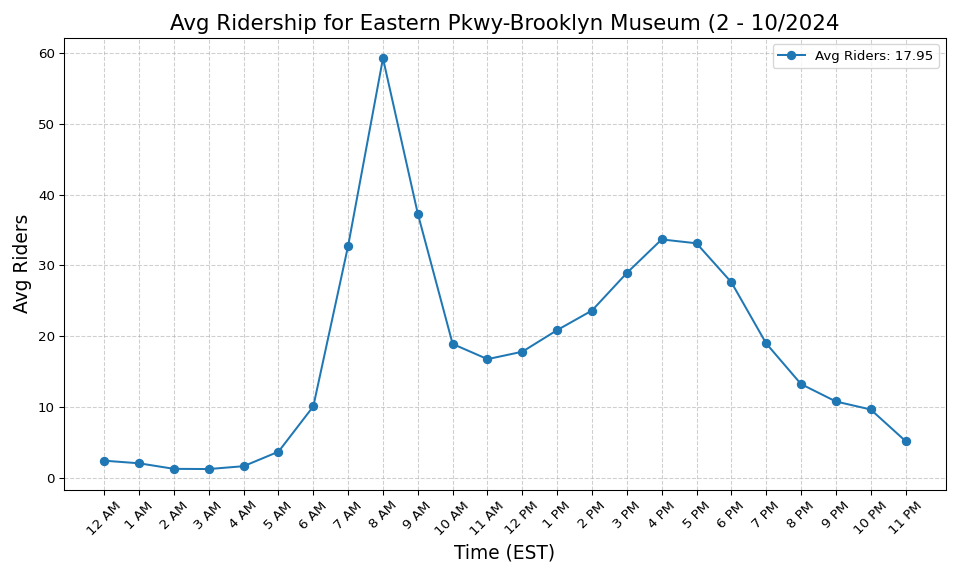 Avg Ridership for Eastern Pkwy-Brooklyn Museum (2 - 10/2024
Avg Riders: 17.95
Avg Riders
60
50
40
30
20
10
0
12 AM
1 AM
2 AM
3 AM
4 AM
5 AM
6 AM
7 AM
8 AM
9 AM
10 AM
11 AM
12 PM
1 PM
2 PM
3 PM
4 PM
5 PM
6 PM
7 PM
8 PM
9 PM
10 PM
11 PM
Time (EST)